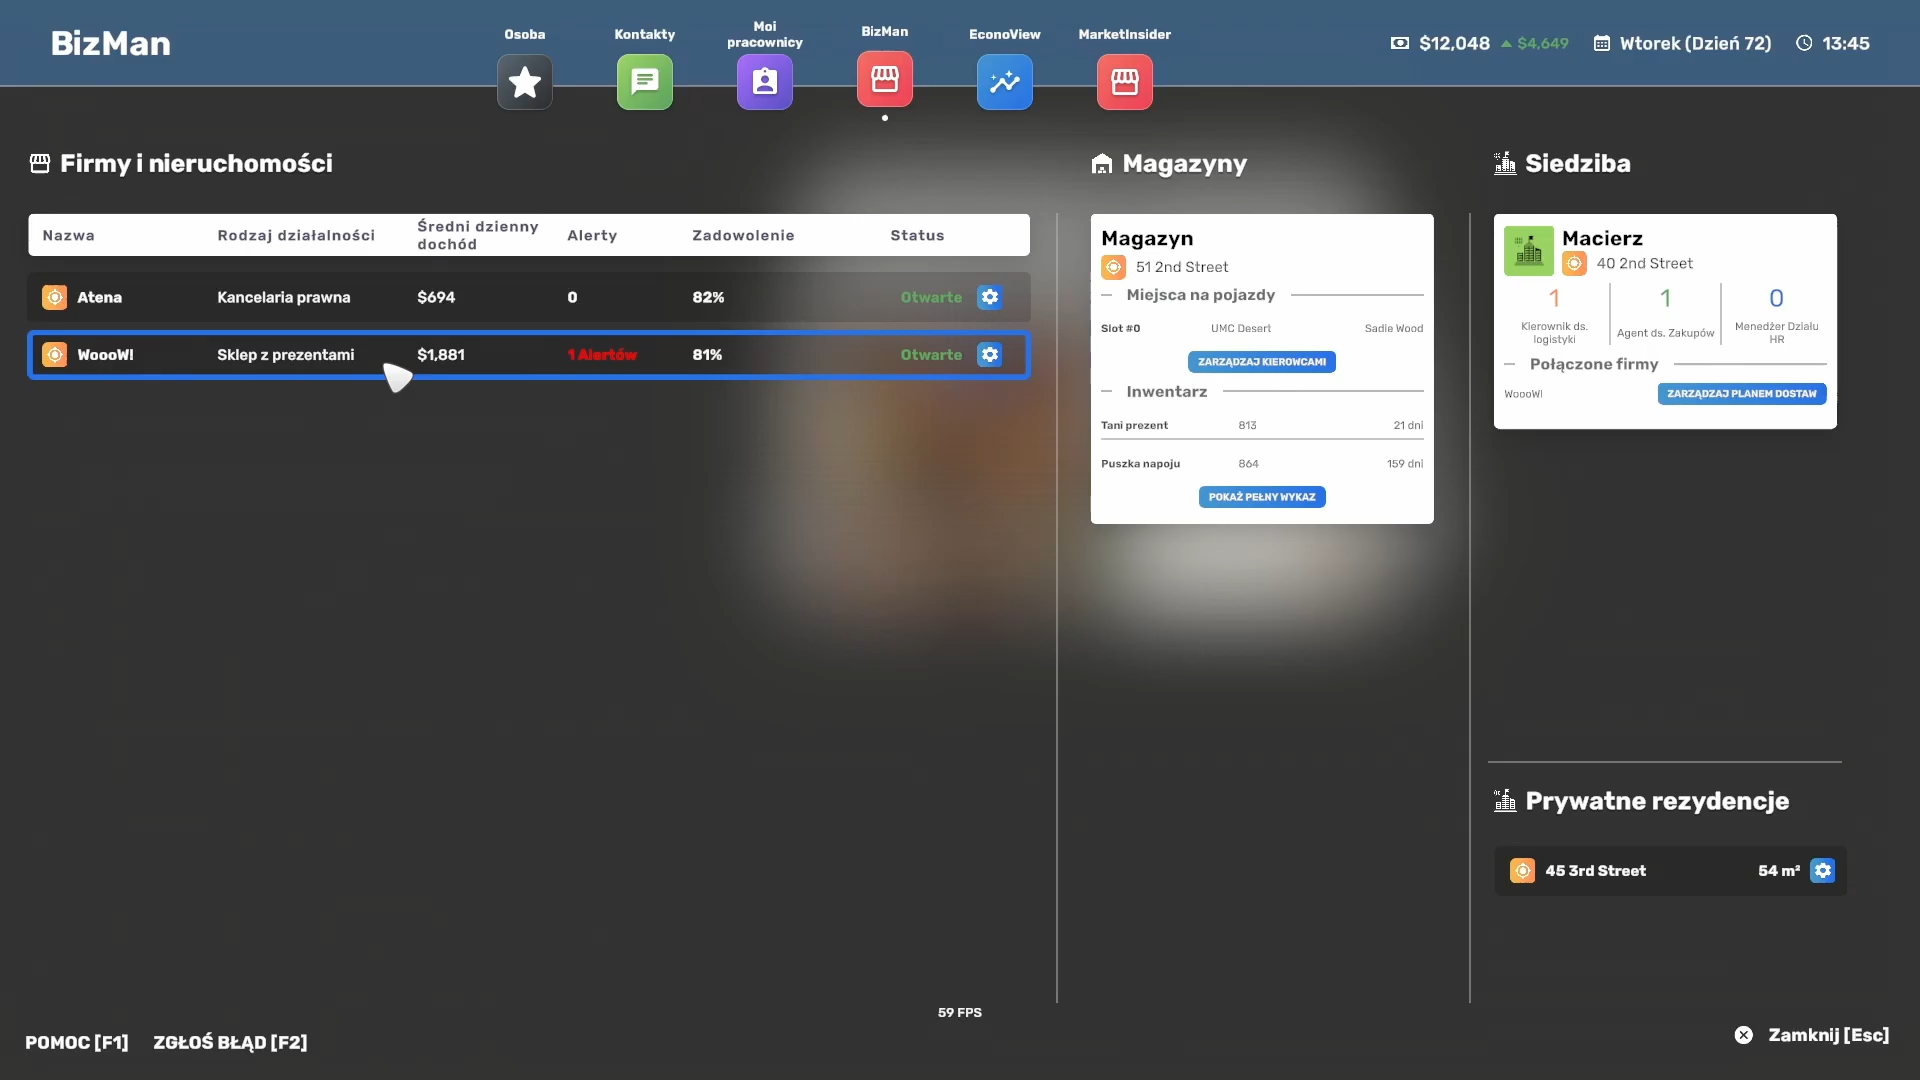 BizMan
Osoba
Kontakty
Moi
pracownicy
BizMan
EconoView
MarketInsider
$12,048 $4,649 Wtorek (Dzień 72) 13:45
Firmy i nieruchomości
Nazwa Rodzaj działalności Średni dzienny
dochód Alerty Zadowolenie Status
Atena Kancelaria prawna $694 0 82% Otwarte
WoooW! Sklep z prezentami $1,881 1 Alertów 81% Otwarte
Magazyny
Magazyn
51 2nd Street
Miejsca na pojazdy
Slot #0 UMC Desert Sadie Wood
ZARZĄDZAJ KIEROWCAMI
Inwentarz
Tani prezent 813 21 dni
Puszka napoju 864 159 dni
POKAŻ PEŁNY WYKAZ
Siedziba
Macierz
40 2nd Street
1 1 0
Kierownik ds.
logistyki
Agent ds. Zakupów
Menedżer Działu
HR
Połączone firmy
WoooW! ZARZĄDZAJ PLANEM DOSTAW
Prywatne rezydencje
45 3rd Street 54 m²
59 FPS
POMOC [F1] ZGŁOŚ BŁĄD [F2]
Zamknij [Esc]